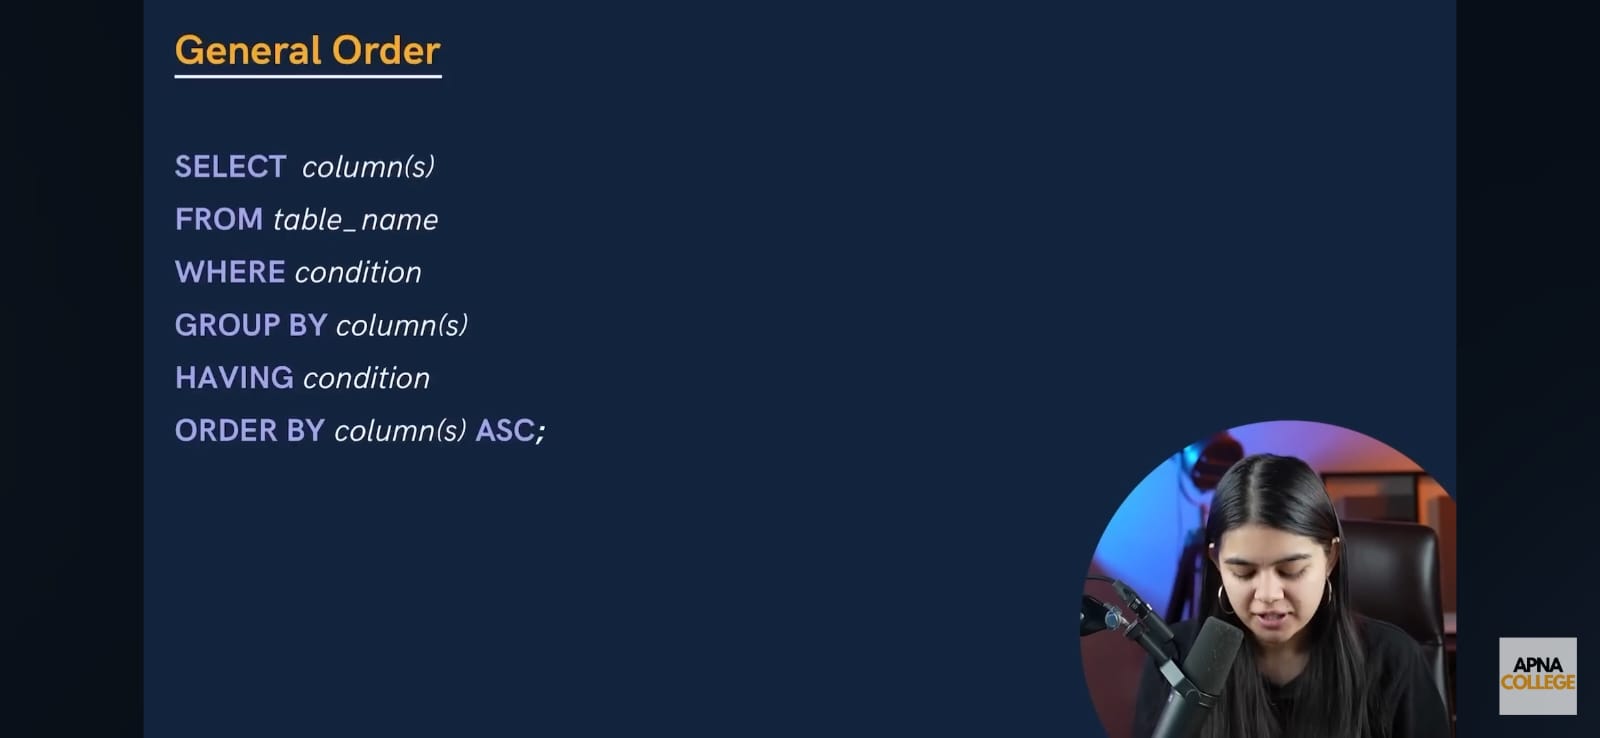 General Order
SELECT column(s)
FROM table_name
WHERE condition
GROUP BY column(s)
HAVING condition
ORDER BY column(s) ASC;
APNA
COLLEGE